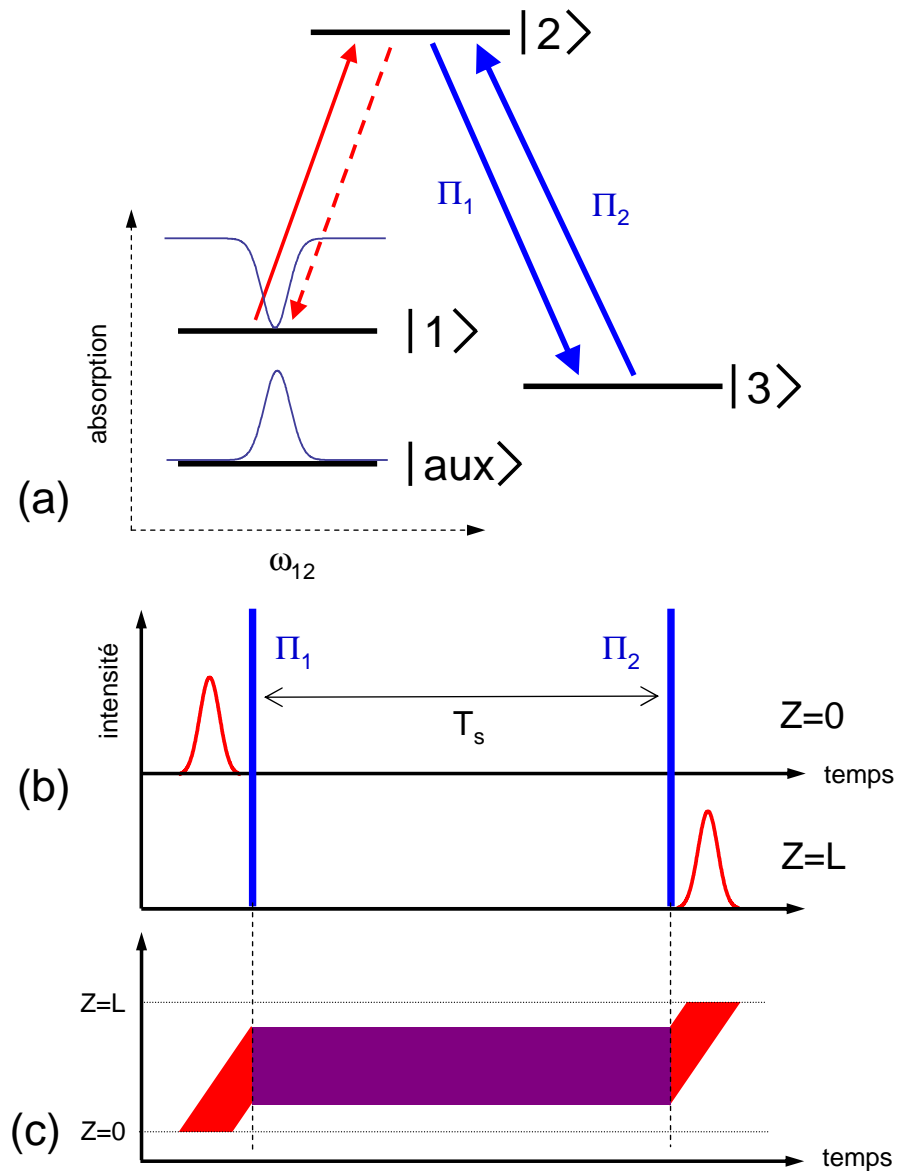 |2⟩
Π₁
Π₂
absorption
|1⟩
|3⟩
|aux⟩
(a)
ω₁₂
intensité
Π₁
Π₂
Tₛ
Z=0
temps
(b)
Z=L
Z=L
Z=0
(c)
temps